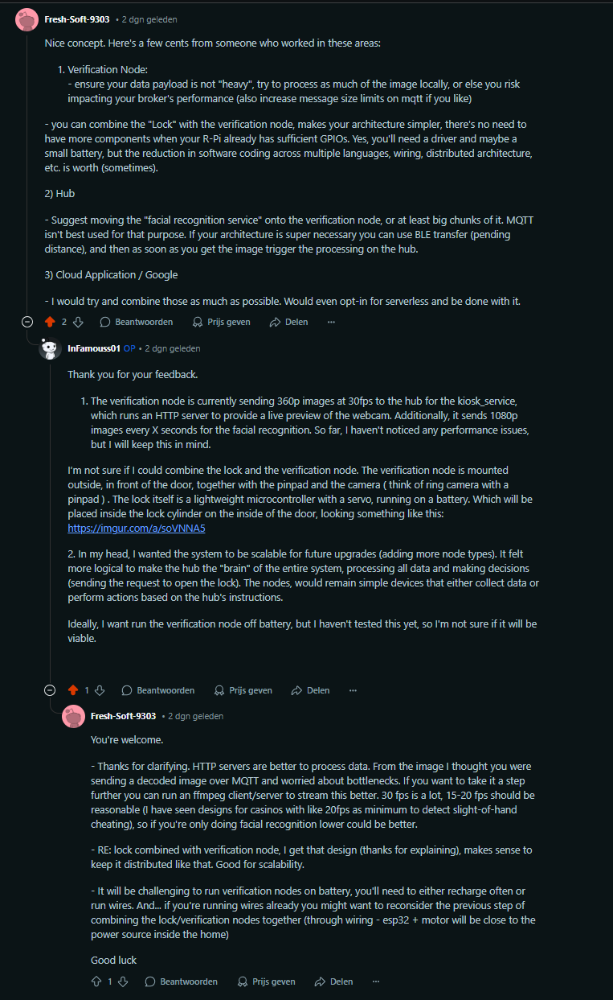 Fresh-Soft-9303 • 2 dgn geleden
Nice concept. Here's a few cents from someone who worked in these areas:
1. Verification Node:
- ensure your data payload is not "heavy", try to process as much of the image locally, or else you risk
impacting your broker's performance (also increase message size limits on mqtt if you like)
- you can combine the "Lock" with the verification node, makes your architecture simpler, there's no need to
have more components when your R-Pi already has sufficient GPIOs. Yes, you'll need a driver and maybe a
small battery, but the reduction in software coding across multiple languages, wiring, distributed architecture,
etc. is worth (sometimes).
2) Hub
- Suggest moving the "facial recognition service" onto the verification node, or at least big chunks of it. MQTT
isn't best used for that purpose. If your architecture is super necessary you can use BLE transfer (pending
distance), and then as soon as you get the image trigger the processing on the hub.
3) Cloud Application / Google
- I would try and combine those as much as possible. Would even opt-in for serverless and be done with it.
2 Beantwoorden Prijs geven Delen ...
InFamouss01 OP • 2 dgn geleden
Thank you for your feedback.
1. The verification node is currently sending 360p images at 30fps to the hub for the kiosk_service,
which runs an HTTP server to provide a live preview of the webcam. Additionally, it sends 1080p
images every X seconds for the facial recognition. So far, I haven't noticed any performance issues,
but I will keep this in mind.
I'm not sure if I could combine the lock and the verification node. The verification node is mounted
outside, in front of the door, together with the pinpad and the camera ( think of ring camera with a
pinpad ) . The lock itself is a lightweight microcontroller with a servo, running on a battery. Which will be
placed inside the lock cylinder on the inside of the door, looking something like this:
https://imgur.com/a/soVNNA5
2. In my head, I wanted the system to be scalable for future upgrades (adding more node types). It felt
more logical to make the hub the "brain" of the entire system, processing all data and making decisions
(sending the request to open the lock). The nodes, would remain simple devices that either collect data or
perform actions based on the hub's instructions.
Ideally, I want run the verification node off battery, but I haven't tested this yet, so I'm not sure if it will be
viable.
1 Beantwoorden Prijs geven Delen ...
Fresh-Soft-9303 • 2 dgn geleden
You're welcome.
- Thanks for clarifying. HTTP servers are better to process data. From the image I thought you were
sending a decoded image over MQTT and worried about bottlenecks. If you want to take it a step
further you can run an ffmpeg client/server to stream this better. 30 fps is a lot, 15-20 fps should be
reasonable (I have seen designs for casinos with like 20fps as minimum to detect slight-of-hand
cheating), so if you're only doing facial recognition lower could be better.
- RE: lock combined with verification node, I get that design (thanks for explaining), makes sense to
keep it distributed like that. Good for scalability.
- It will be challenging to run verification nodes on battery, you'll need to either recharge often or
run wires. And... if you're running wires already you might want to reconsider the previous step of
combining the lock/verification nodes together (through wiring - esp32 + motor will be close to the
power source inside the home)
Good luck
1 Beantwoorden Prijs geven Delen ...